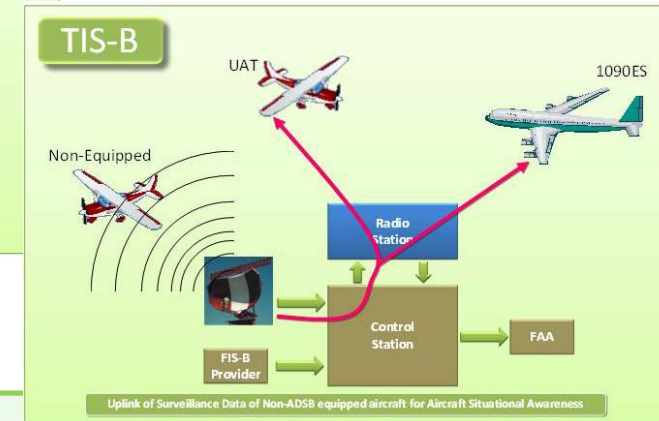 TIS-B
UAT
1090ES
Non-Equipped
Radio
Station
Control
Station
FAA
FIS-B
Provider
Uplink of Surveillance Data of Non-ADSB equipped aircraft for Aircraft Situational Awareness